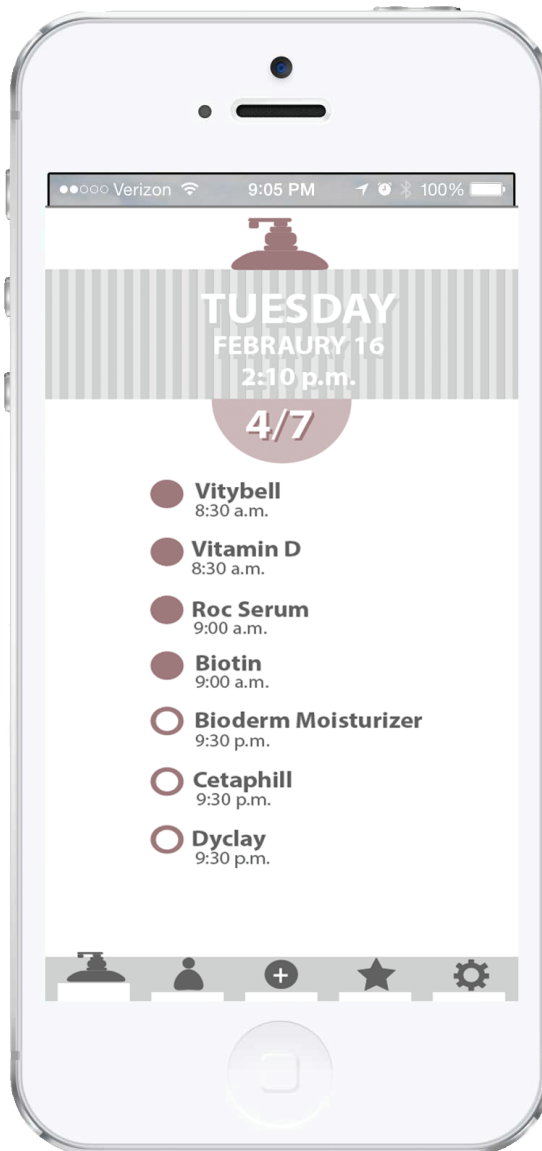 Verizon 9:05 PM 100%
TUESDAY
FEBRAURY 16
2:10 p.m.
4/7
Vitybell
8:30 a.m.
Vitamin D
8:30 a.m.
Roc Serum
9:00 a.m.
Biotin
9:00 a.m.
Bioderm Moisturizer
9:30 p.m.
Cetaphill
9:30 p.m.
Dyclay
9:30 p.m.